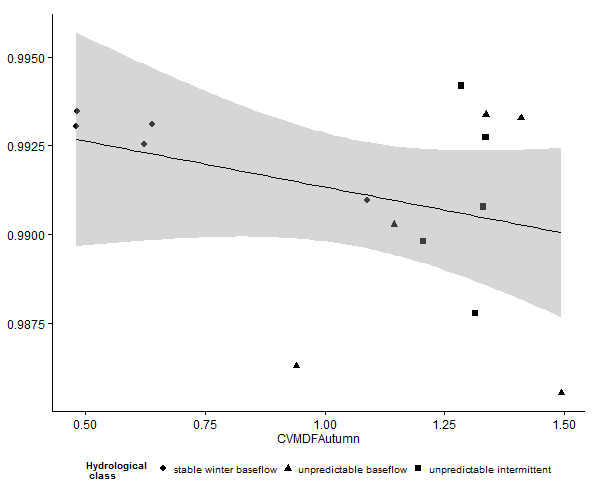 0.9950
0.9925
0.9900
0.9875
0.50 0.75 1.00 1.25 1.50
CVMDFAutumn
Hydrological
class
stable winter baseflow unpredictable baseflow unpredictable intermittent